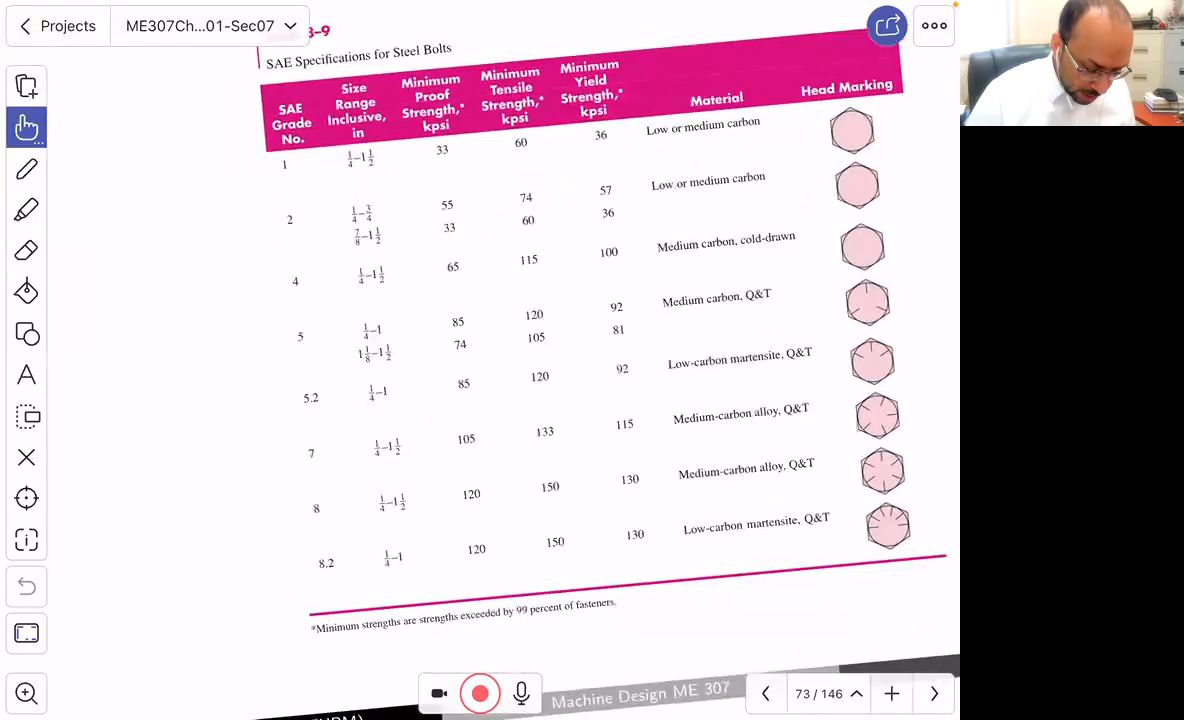 Projects
ME307Ch...01-Sec07
8–9
SAE Specifications for Steel Bolts
SAE Grade No. Size Range Inclusive, in Minimum Proof Strength,* kpsi Minimum Tensile Strength,* kpsi Minimum Yield Strength,* kpsi Material Head Marking
1 1/4–1 1/2 33 60 36 Low or medium carbon
2 1/4–3/4 55 74 57 Low or medium carbon
7/8–1 1/2 33 60 36
4 1/4–1 1/2 65 115 100 Medium carbon, cold-drawn
5 1/4–1 85 120 92 Medium carbon, Q&T
1 1/8–1 1/2 74 105 81
5.2 1/4–1 85 120 92 Low-carbon martensite, Q&T
7 1/4–1 1/2 105 133 115 Medium-carbon alloy, Q&T
8 1/4–1 1/2 120 150 130 Medium-carbon alloy, Q&T
8.2 1/4–1 120 150 130 Low-carbon martensite, Q&T
*Minimum strengths are strengths exceeded by 99 percent of fasteners.
Machine Design ME 307
73 / 146